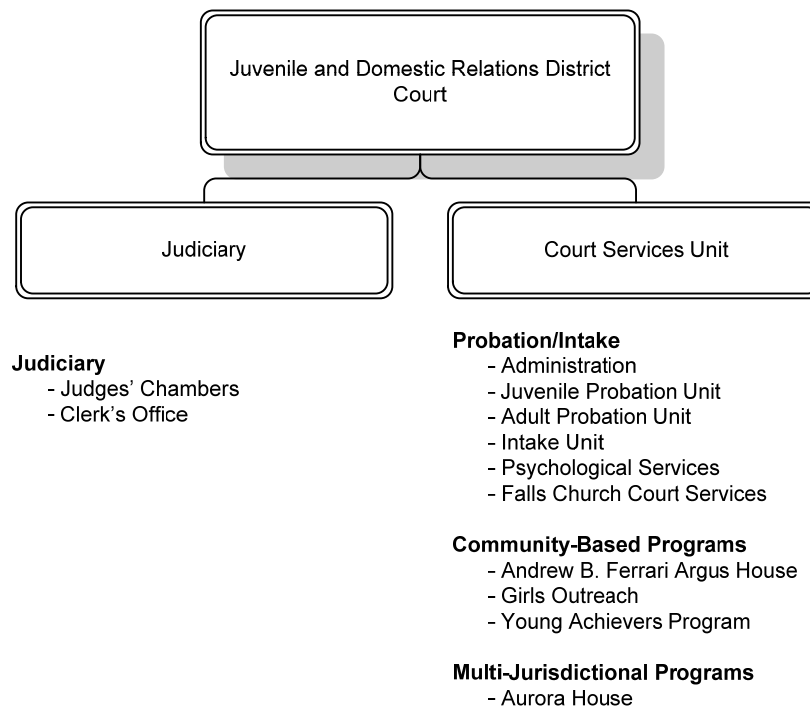 Juvenile and Domestic Relations District
Court
Judiciary
Court Services Unit
Judiciary
- Judges’ Chambers
- Clerk’s Office
Probation/Intake
- Administration
- Juvenile Probation Unit
- Adult Probation Unit
- Intake Unit
- Psychological Services
- Falls Church Court Services
Community-Based Programs
- Andrew B. Ferrari Argus House
- Girls Outreach
- Young Achievers Program
Multi-Jurisdictional Programs
- Aurora House